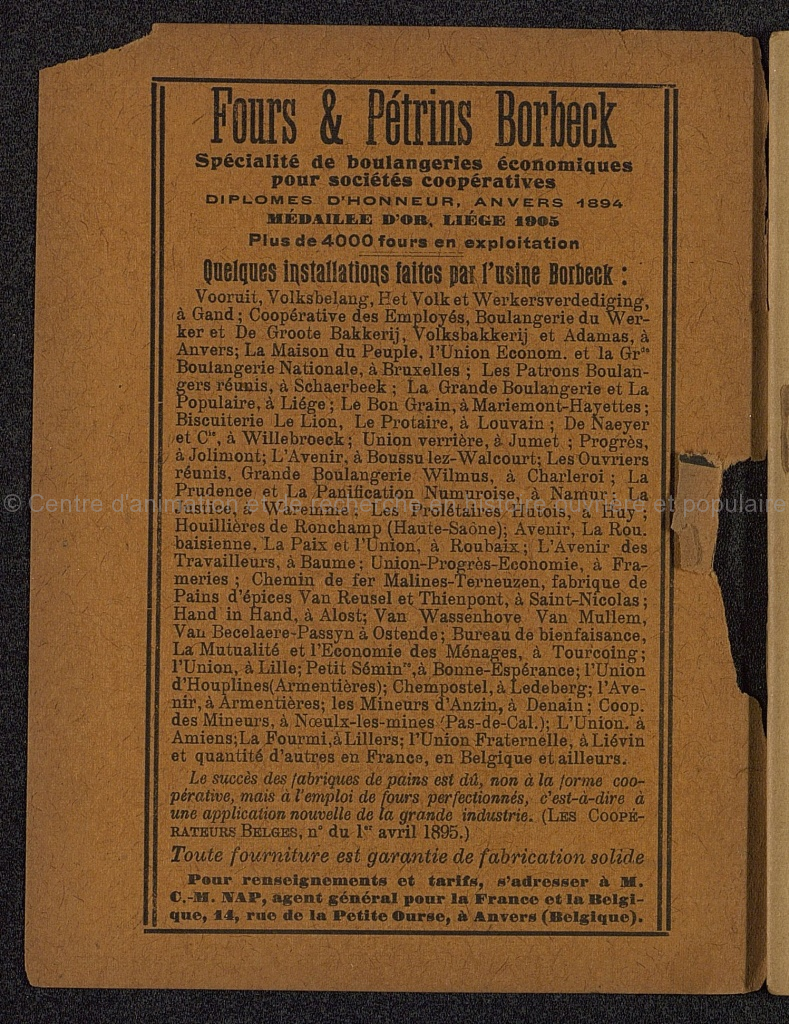 Fours & Pétrins Borbeck
Spécialité de boulangeries économiques
pour sociétés coopératives
DIPLOMES D'HONNEUR, ANVERS 1894
MÉDAILLE D'OR, LIÉGE 1905
Plus de 4000 fours en exploitation
Quelques installations faites par l'usine Borbeck :
Vooruit, Volksbelang, Het Volk et Werkersverdediging,
à Gand ; Coopérative des Employés, Boulangerie du Wer-
ker et De Groote Bakkerij, Volksbakkerij et Adamas, à
Anvers; La Maison du Peuple, l'Union Econom. et la Grde
Boulangerie Nationale, à Bruxelles ; Les Patrons Boulan-
gers réunis, à Schaerbeek ; La Grande Boulangerie et La
Populaire, à Liége ; Le Bon Grain, à Mariemont-Hayettes ;
Biscuiterie Le Lion, Le Protaire, à Louvain ; De Naeyer
et Cie, à Willebroeck ; Union verrière, à Jumet ; Progrès,
à Jolimont; L'Avenir, à Boussu lez-Walcourt; Les Ouvriers
réunis, Grande Boulangerie Wilmus, à Charleroi ; La
Prudence et La Panification Namuroise, à Namur ; La
Justice, à Waremme ; Les Prolétaires Hutois, à Huy ;
Houillières de Ronchamp (Haute-Saône); Avenir, La Rou.
baisienne, La Paix et l'Union, à Roubaix ; L'Avenir des
Travailleurs, à Baume ; Union-Progrès-Economie, à Fra-
meries ; Chemin de fer Malines-Terneuzen, fabrique de
Pains d'épices Van Reusel et Thienpont, à Saint-Nicolas ;
Hand in Hand, à Alost; Van Wassenhove Van Mullem,
Van Becelaere-Passyn à Ostende ; Bureau de bienfaisance,
La Mutualité et l'Economie des Ménages, à Tourcoing ;
l'Union, à Lille; Petit Séminre, à Bonne-Espérance; l'Union
d'Houplines(Armentières); Chempostel, à Ledeberg; l'Ave-
nir, à Armentières; les Mineurs d'Anzin, à Denain ; Coop.
des Mineurs, à Nœulx-les-mines (Pas-de-Cal.); L'Union. à
Amiens;La Fourmi,à Lillers; l'Union Fraternelle, à Liévin
et quantité d'autres en France, en Belgique et ailleurs.
Le succès des fabriques de pains est dû, non à la forme coo-
pérative, mais à l'emploi de fours perfectionnés, c'est-à-dire à
une application nouvelle de la grande industrie. (LES COOPÉ-
RATEURS BELGES, n° du 1er avril 1895.)
Toute fourniture est garantie de fabrication solide
Pour renseignements et tarifs, s'adresser à M.
C.-M. NAP, agent général pour la France et la Belgi-
que, 14, rue de la Petite Ourse, à Anvers (Belgique).